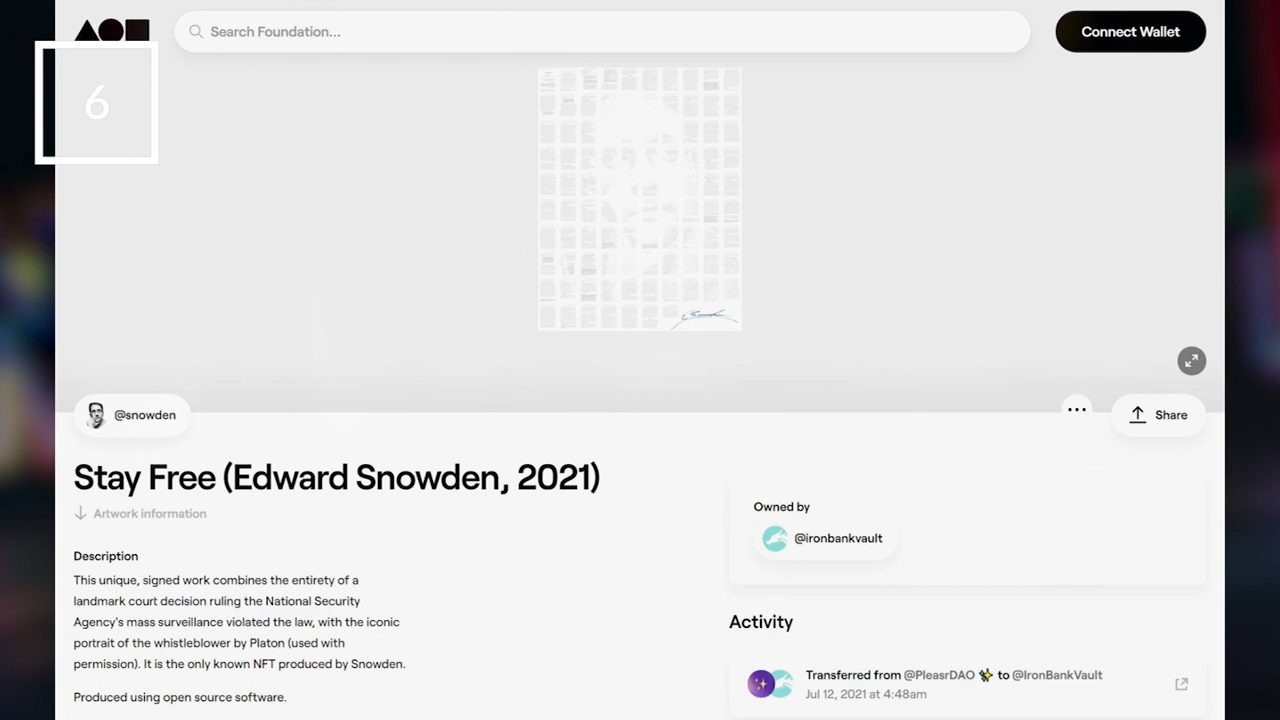 Search Foundation...
Connect Wallet
6
@snowden
Share
Stay Free (Edward Snowden, 2021)
Artwork information
Owned by
@ironbankvault
Description
This unique, signed work combines the entirety of a
landmark court decision ruling the National Security
Agency's mass surveillance violated the law, with the iconic
portrait of the whistleblower by Platon (used with
permission). It is the only known NFT produced by Snowden.
Produced using open source software.
Activity
Transferred from @PleasrDAO ✨ to @IronBankVault
Jul 12, 2021 at 4:48am